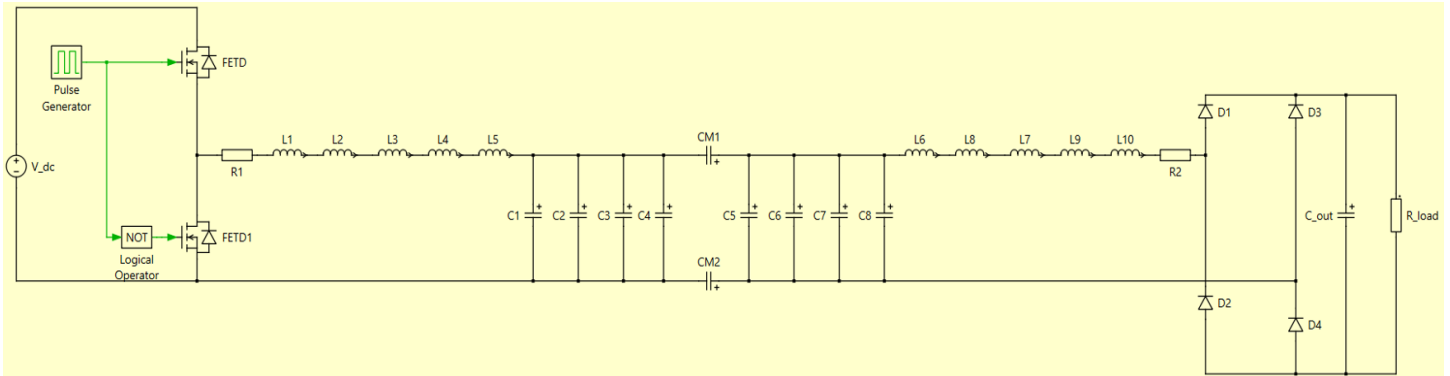 FETD
Pulse
Generator
V_dc
R1
L1
L2
L3
L4
L5
CM1
L6
L8
L7
L9
L10
R2
D1
D3
C1
C2
C3
C4
C5
C6
C7
C8
C_out
R_load
NOT
FETD1
Logical
Operator
CM2
D2
D4